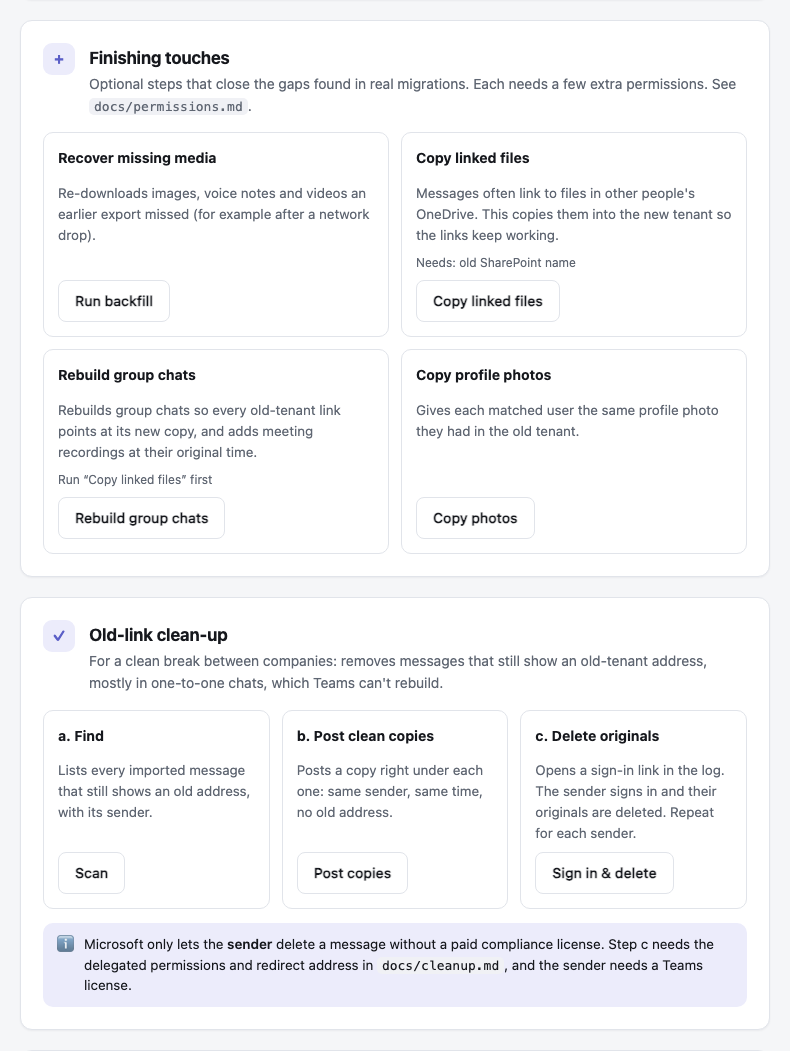 Finishing touches
Optional steps that close the gaps found in real migrations. Each needs a few extra permissions. See
docs/permissions.md.
Recover missing media
Re-downloads images, voice notes and videos an
earlier export missed (for example after a network
drop).
Run backfill
Copy linked files
Messages often link to files in other people's
OneDrive. This copies them into the new tenant so
the links keep working.
Needs: old SharePoint name
Copy linked files
Rebuild group chats
Rebuilds group chats so every old-tenant link
points at its new copy, and adds meeting
recordings at their original time.
Run “Copy linked files” first
Rebuild group chats
Copy profile photos
Gives each matched user the same profile photo
they had in the old tenant.
Copy photos
Old-link clean-up
For a clean break between companies: removes messages that still show an old-tenant address,
mostly in one-to-one chats, which Teams can't rebuild.
a. Find
Lists every imported message
that still shows an old address,
with its sender.
Scan
b. Post clean copies
Posts a copy right under each
one: same sender, same time,
no old address.
Post copies
c. Delete originals
Opens a sign-in link in the log.
The sender signs in and their
originals are deleted. Repeat
for each sender.
Sign in & delete
Microsoft only lets the sender delete a message without a paid compliance license. Step c needs the
delegated permissions and redirect address in docs/cleanup.md, and the sender needs a Teams
license.